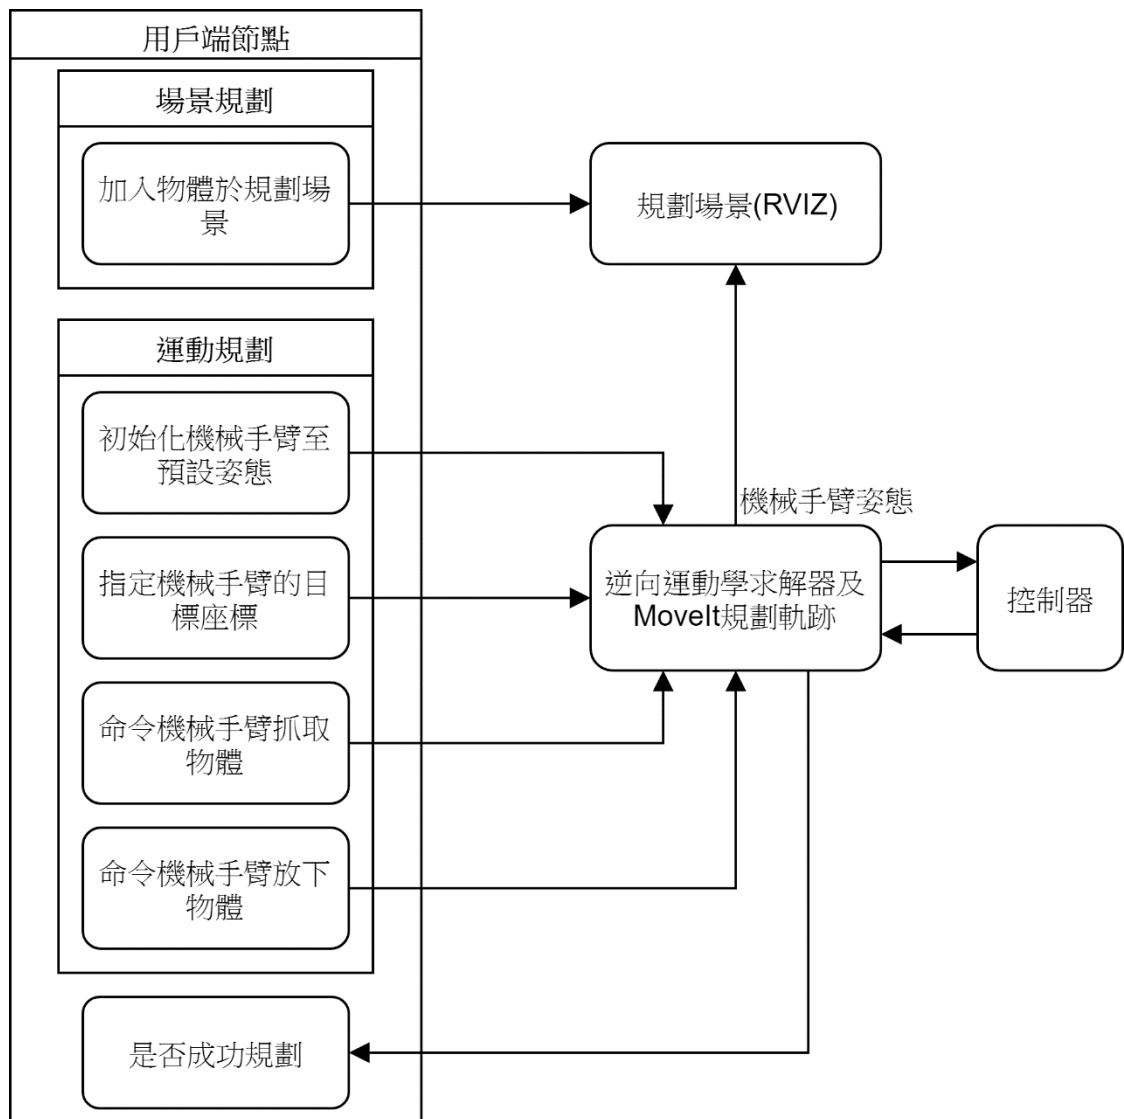 用戶端節點
場景規劃
加入物體於規劃場
景
規劃場景(RVIZ)
運動規劃
初始化機械手臂至
預設姿態
機械手臂姿態
指定機械手臂的目
標座標
逆向運動學求解器及
MoveIt規劃軌跡
控制器
命令機械手臂抓取
物體
命令機械手臂放下
物體
是否成功規劃